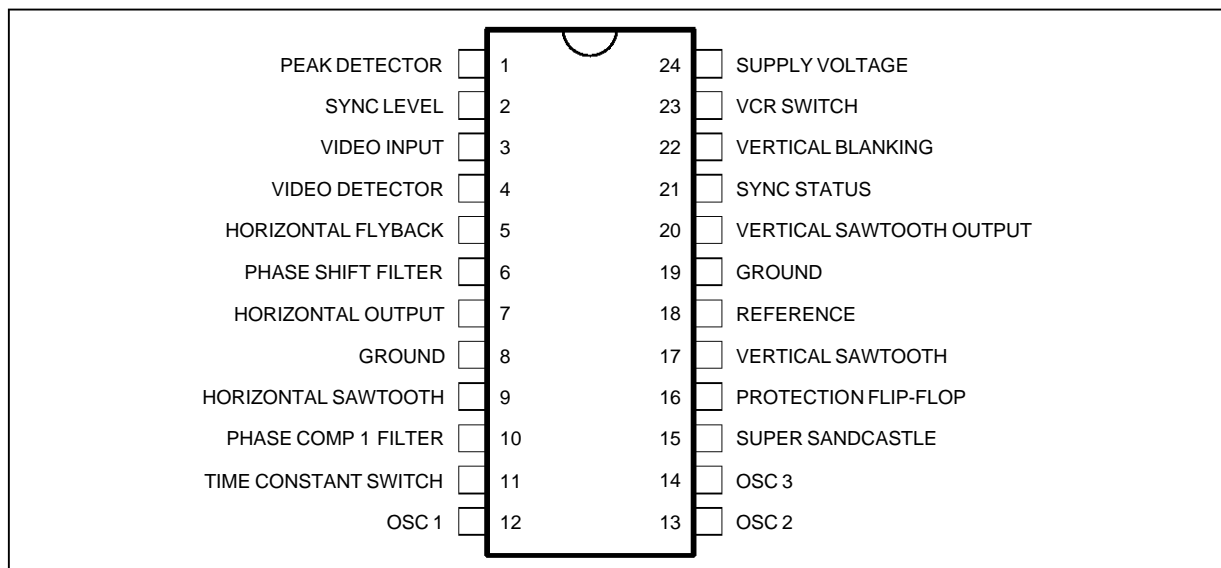 PEAK DETECTOR 1 24 SUPPLY VOLTAGE
SYNC LEVEL 2 23 VCR SWITCH
VIDEO INPUT 3 22 VERTICAL BLANKING
VIDEO DETECTOR 4 21 SYNC STATUS
HORIZONTAL FLYBACK 5 20 VERTICAL SAWTOOTH OUTPUT
PHASE SHIFT FILTER 6 19 GROUND
HORIZONTAL OUTPUT 7 18 REFERENCE
GROUND 8 17 VERTICAL SAWTOOTH
HORIZONTAL SAWTOOTH 9 16 PROTECTION FLIP-FLOP
PHASE COMP 1 FILTER 10 15 SUPER SANDCASTLE
TIME CONSTANT SWITCH 11 14 OSC 3
OSC 1 12 13 OSC 2